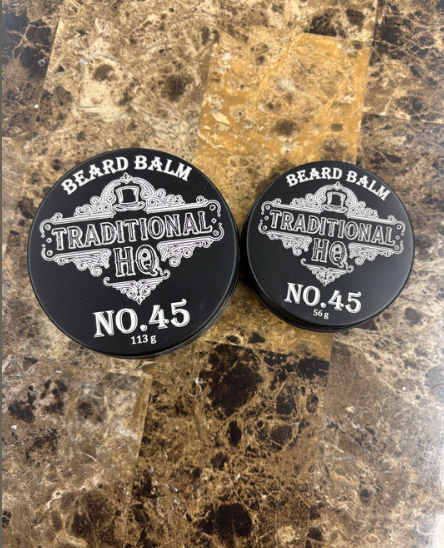 BEARD BALM
TRADITIONAL
HQ
NO.45
113 g
BEARD BALM
TRADITIONAL
HQ
NO.45
56 g